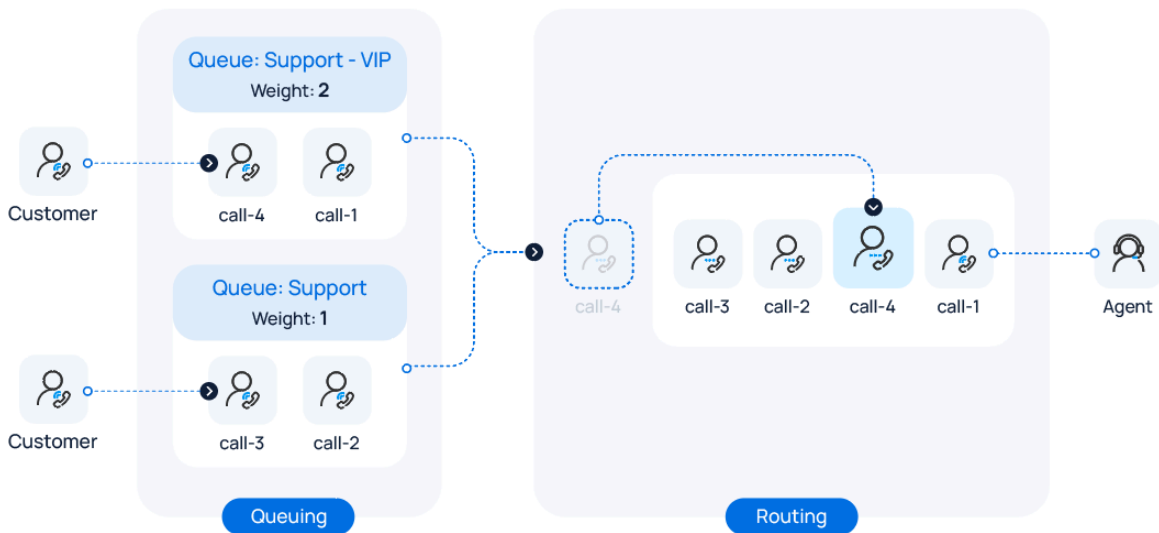 Queue: Support - VIP
Weight: 2
Customer
call-4
call-1
Queue: Support
Weight: 1
Customer
call-3
call-2
Queuing
call-4
call-3
call-2
call-4
call-1
Agent
Routing